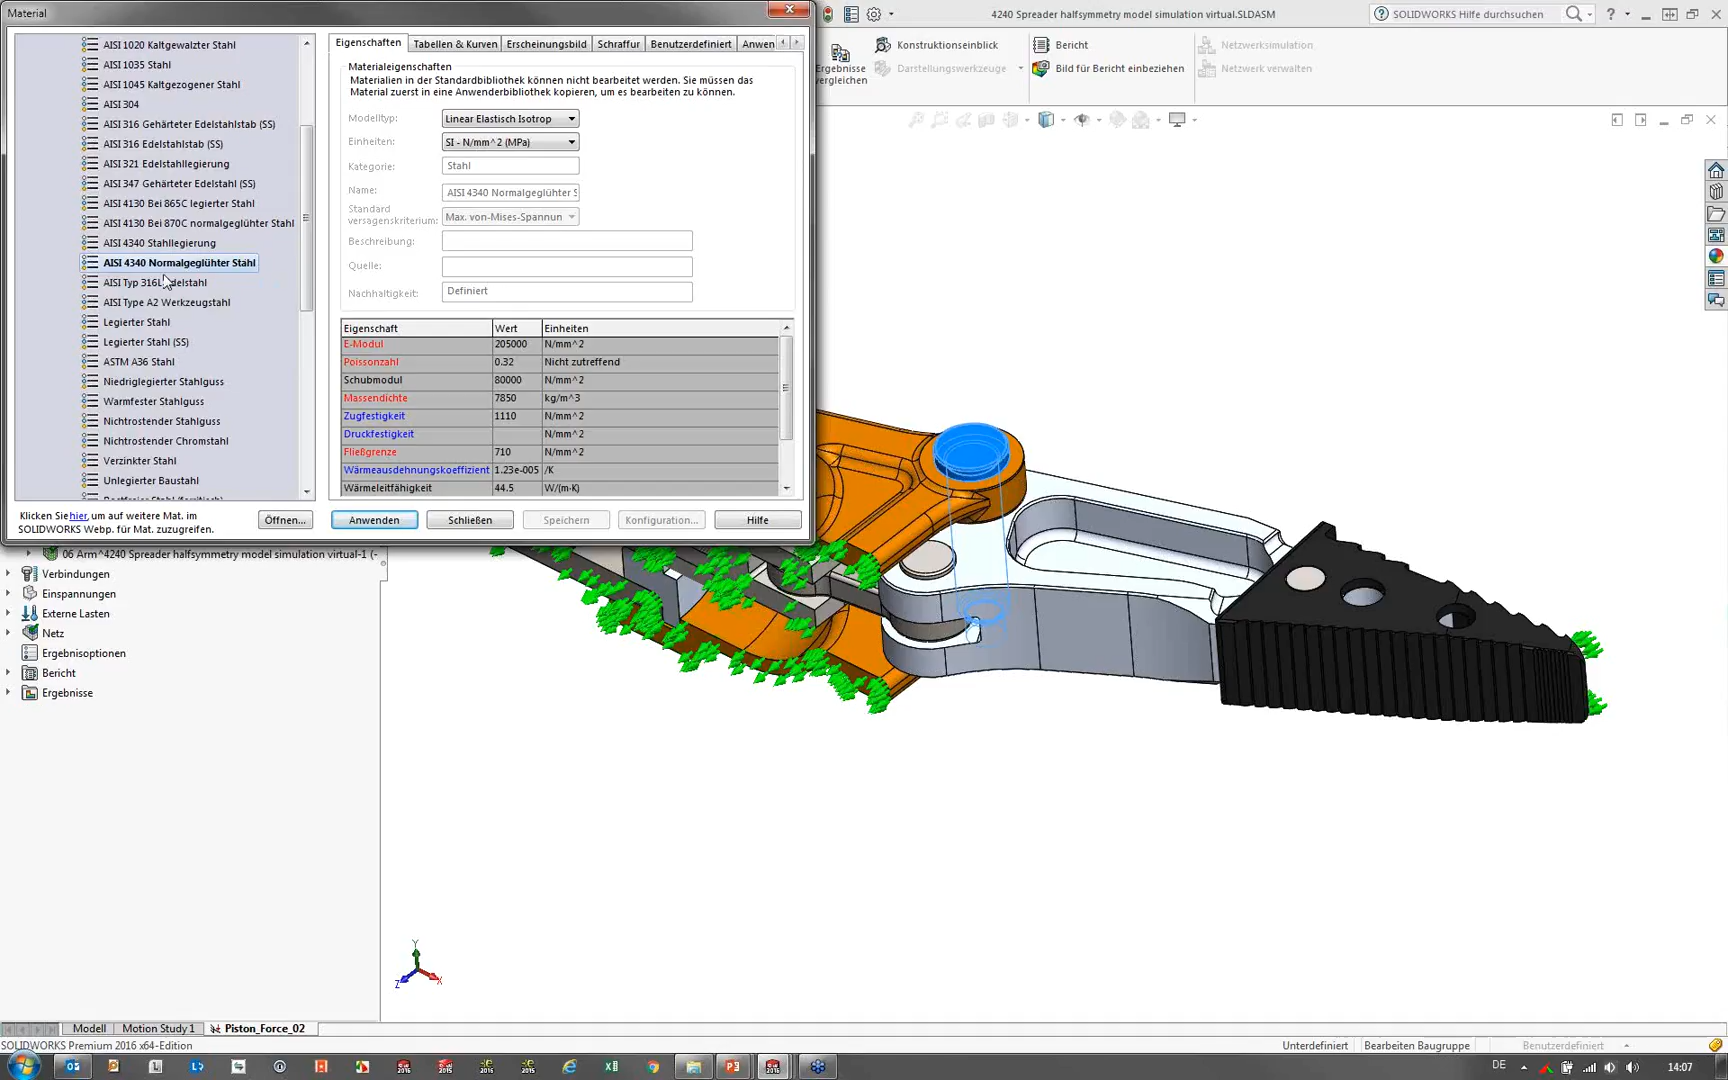 Material
4240 Spreader halfsymmetry model simulation virtual.SLDASM
SOLIDWORKS Hilfe durchsuchen
AISI 1020 Kaltgewalzter Stahl
AISI 1035 Stahl
AISI 1045 Kaltgezogener Stahl
AISI 304
AISI 316 Gehärteter Edelstahlstab (SS)
AISI 316 Edelstahlstab (SS)
AISI 321 Edelstahllegierung
AISI 347 Gehärteter Edelstahl (SS)
AISI 4130 Bei 865C legierter Stahl
AISI 4130 Bei 870C normalgeglühter Stahl
AISI 4340 Stahllegierung
AISI 4340 Normalgeglühter Stahl
AISI Typ 316L Edelstahl
AISI Type A2 Werkzeugstahl
Legierter Stahl
Legierter Stahl (SS)
ASTM A36 Stahl
Niedriglegierter Stahlguss
Warmfester Stahlguss
Nichtrostender Stahlguss
Nichtrostender Chromstahl
Verzinkter Stahl
Unlegierter Baustahl
Klicken Sie hier, um auf weitere Mat. im
SOLIDWORKS Webp. für Mat. zuzugreifen.
Öffnen...
Eigenschaften Tabellen & Kurven Erscheinungsbild Schraffur Benutzerdefiniert Anwen
Materialeigenschaften
Materialien in der Standardbibliothek können nicht bearbeitet werden. Sie müssen das
Material zuerst in eine Anwenderbibliothek kopieren, um es bearbeiten zu können.
Modelltyp: Linear Elastisch Isotrop
Einheiten: SI - N/mm^2 (MPa)
Kategorie: Stahl
Name: AISI 4340 Normalgeglühter S
Standard
versagenskriterium: Max. von-Mises-Spannun
Beschreibung:
Quelle:
Nachhaltigkeit: Definiert
Eigenschaft Wert Einheiten
E-Modul 205000 N/mm^2
Poissonzahl 0.32 Nicht zutreffend
Schubmodul 80000 N/mm^2
Massendichte 7850 kg/m^3
Zugfestigkeit 1110 N/mm^2
Druckfestigkeit N/mm^2
Fließgrenze 710 N/mm^2
Wärmeausdehnungskoeffizient 1.23e-005 /K
Wärmeleitfähigkeit 44.5 W/(m·K)
Anwenden Schließen Speichern Konfiguration... Hilfe
Ergebnisse
vergleichen
Konstruktionseinblick
Darstellungswerkzeuge
Bericht
Bild für Bericht einbeziehen
Netzwerksimulation
Netzwerk verwalten
06 Arm^4240 Spreader halfsymmetry model simulation virtual-1 (-
Verbindungen
Einspannungen
Externe Lasten
Netz
Ergebnisoptionen
Bericht
Ergebnisse
Y
Z
X
Modell Motion Study 1 Piston_Force_02
SOLIDWORKS Premium 2016 x64-Edition
Unterdefiniert Bearbeiten Baugruppe Benutzerdefiniert
DE 14:07